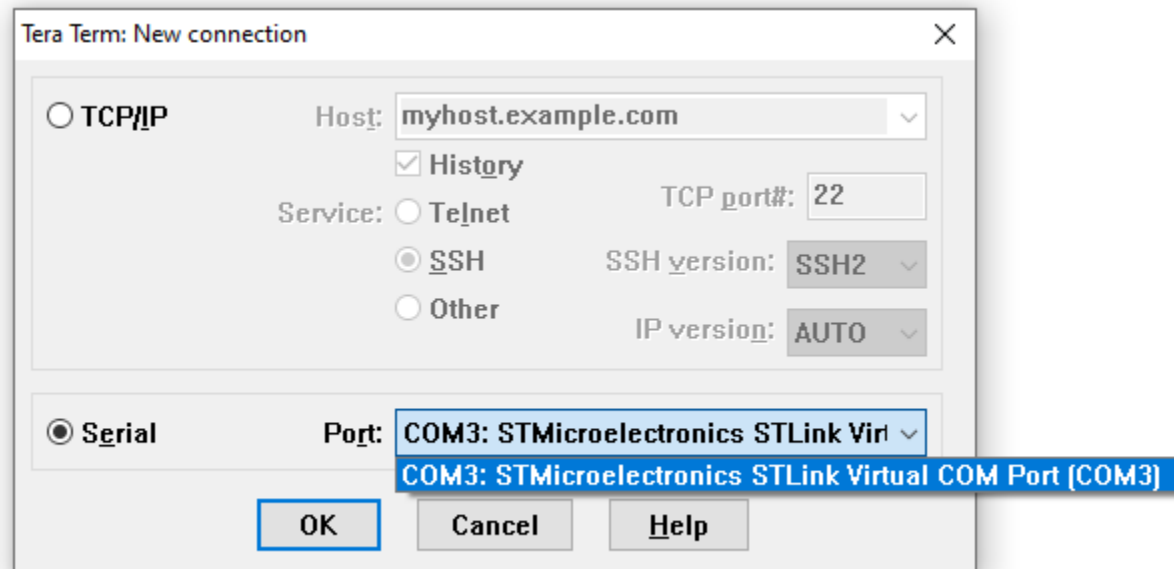 Tera Term: New connection
TCP/IP
Host: myhost.example.com
History
Service: Telnet
TCP port#: 22
SSH
SSH version: SSH2
Other
IP version: AUTO
Serial
Port: COM3: STMicroelectronics STLink Virt
COM3: STMicroelectronics STLink Virtual COM Port (COM3)
OK Cancel Help